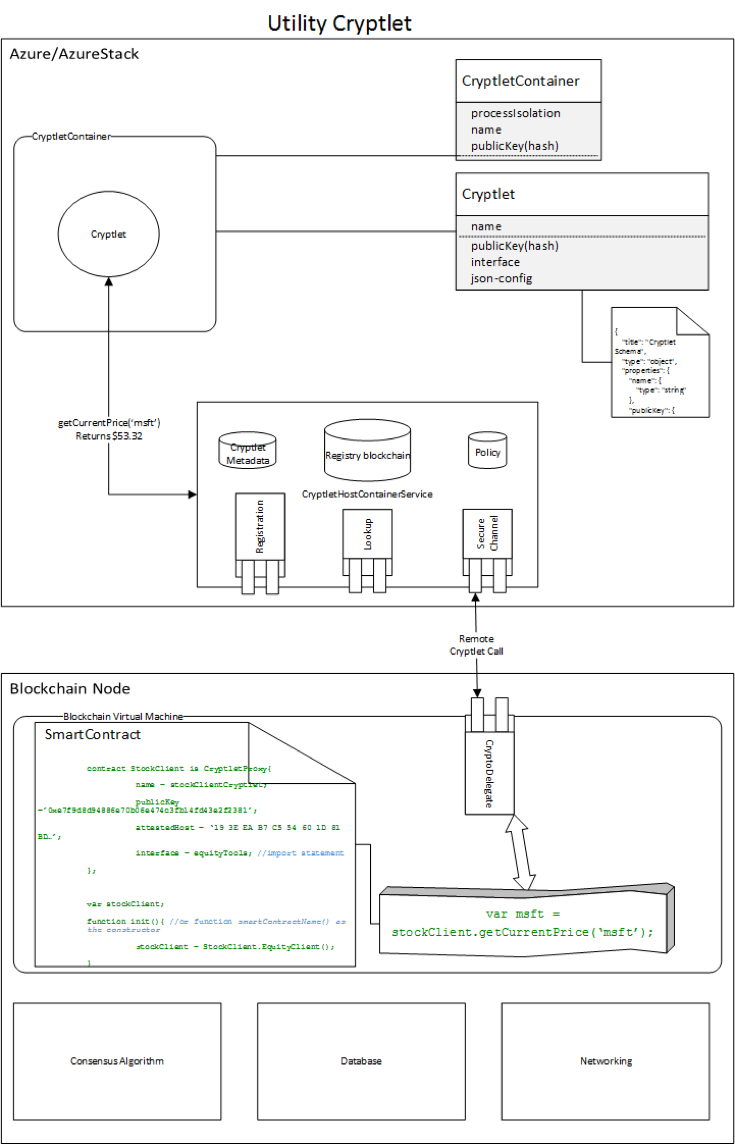 Utility Cryptlet
Azure/AzureStack
CryptletContainer
processIsolation
name
publicKey(hash)
CryptletContainer
Cryptlet
Cryptlet
name
publicKey(hash)
interface
json-config
{
"title": "Cryptlet
Schema",
"type": "object",
"properties": {
"name": {
"type": "string"
},
"publicKey": {
getCurrentPrice('msft')
Returns $53.32
Cryptlet
Metadata
Registry blockchain
Policy
CryptletHostContainerService
Registration
Lookup
Secure
Channel
Remote
Cryptlet Call
Blockchain Node
Blockchain Virtual Machine
SmartContract
CryptoDelegate
contract StockClient is CryptletProxy{
name = stockClientCryptlet;
publicKey
='0xe7f9d8d94886e70b06e474c3fb14fd43e2f2381';
attestedHost = '19 3E EA B7 C5 54 60 1D 81
BD…';
interface = equityTools; //import statement
};
var stockClient;
function init(){ //Or function smartContractName() as
the constructor
stockClient = StockClient.EquityClient();
}
var msft =
stockClient.getCurrentPrice('msft');
Consensus Algorithm
Database
Networking